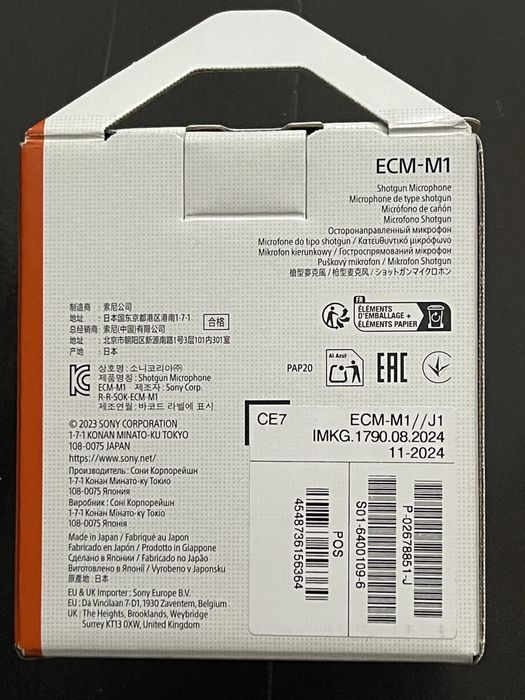 ECM-M1
Shotgun Microphone
Microphone de type shotgun
Micrófono de cañón
Microfono Shotgun
Остронаправленный микрофон
Microfone do tipo shotgun / Κατευθυντικό μικρόφωνο
Mikrofon kierunkowy / Гостроспрямований мікрофон
Puškový mikrofon / Mikrofon Shotgun
槍型麥克風 / 枪型麦克风 / ショットガンマイクロホン
制造商 : 索尼公司
地址 : 日本国东京都港区港南1-7-1
总经销商 : 索尼(中国)有限公司
合格
地址 : 北京市朝阳区新源南路1号3层101内301室
产地 : 日本
FR
ÉLÉMENTS
D'EMBALLAGE +
ÉLÉMENTS PAPIER
상호명 : 소니코리아㈜
제품명칭 : Shotgun Microphone
ECM-M1 제조자 : Sony Corp.
R-R-SOK-ECM-M1
제조연월 : 바코드 라벨에 표시
PAP20
Al Azul
EAC
© 2023 SONY CORPORATION
1-7-1 KONAN MINATO-KU TOKYO
108-0075 JAPAN
https://www.sony.net/
Производитель : Сони Корпорейшн
1-7-1 Конан Минато-ку Токио
108-0075 Япония
Виробник : Соні Корпорейшн
1-7-1 Конан Мінато-ку Токіо
108-0075 Японія
Made in Japan / Fabriqué au Japon
Fabricado en Japón / Prodotto in Giappone
Сделано в Японии / Fabricado no Japão
Виготовлено в Японії / Vyrobeno v Japonsku
原產地 : 日本
EU & UK Importer : Sony Europe B.V.
EU : Da Vincilaan 7-D1, 1930 Zaventem, Belgium
UK : The Heights, Brooklands, Weybridge
Surrey KT13 0XW, United Kingdom
CE7
ECM-M1//J1
IMKG.1790.08.2024
11-2024
P-02678851-J
S01-6400109-6
POS
4548736156364